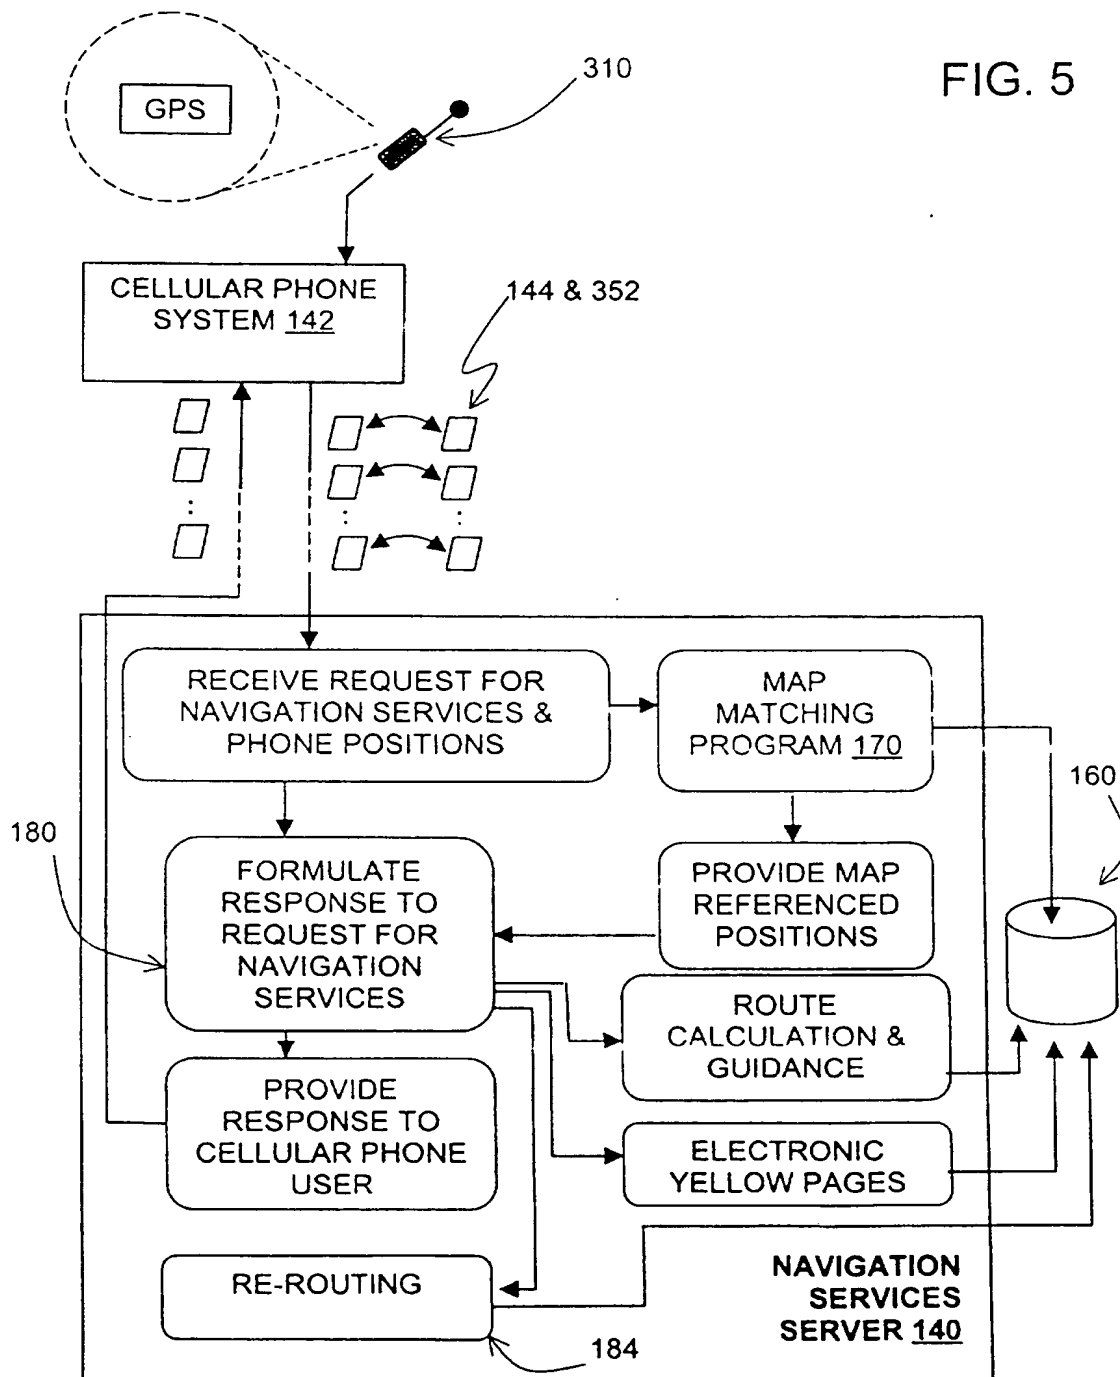 FIG. 5
310
GPS
CELLULAR PHONE
SYSTEM 142
144 & 352
RECEIVE REQUEST FOR
NAVIGATION SERVICES &
PHONE POSITIONS
MAP
MATCHING
PROGRAM 170
160
180
FORMULATE
RESPONSE TO
REQUEST FOR
NAVIGATION
SERVICES
PROVIDE MAP
REFERENCED
POSITIONS
ROUTE
CALCULATION &
GUIDANCE
PROVIDE
RESPONSE TO
CELLULAR PHONE
USER
ELECTRONIC
YELLOW PAGES
RE-ROUTING
184
NAVIGATION
SERVICES
SERVER 140